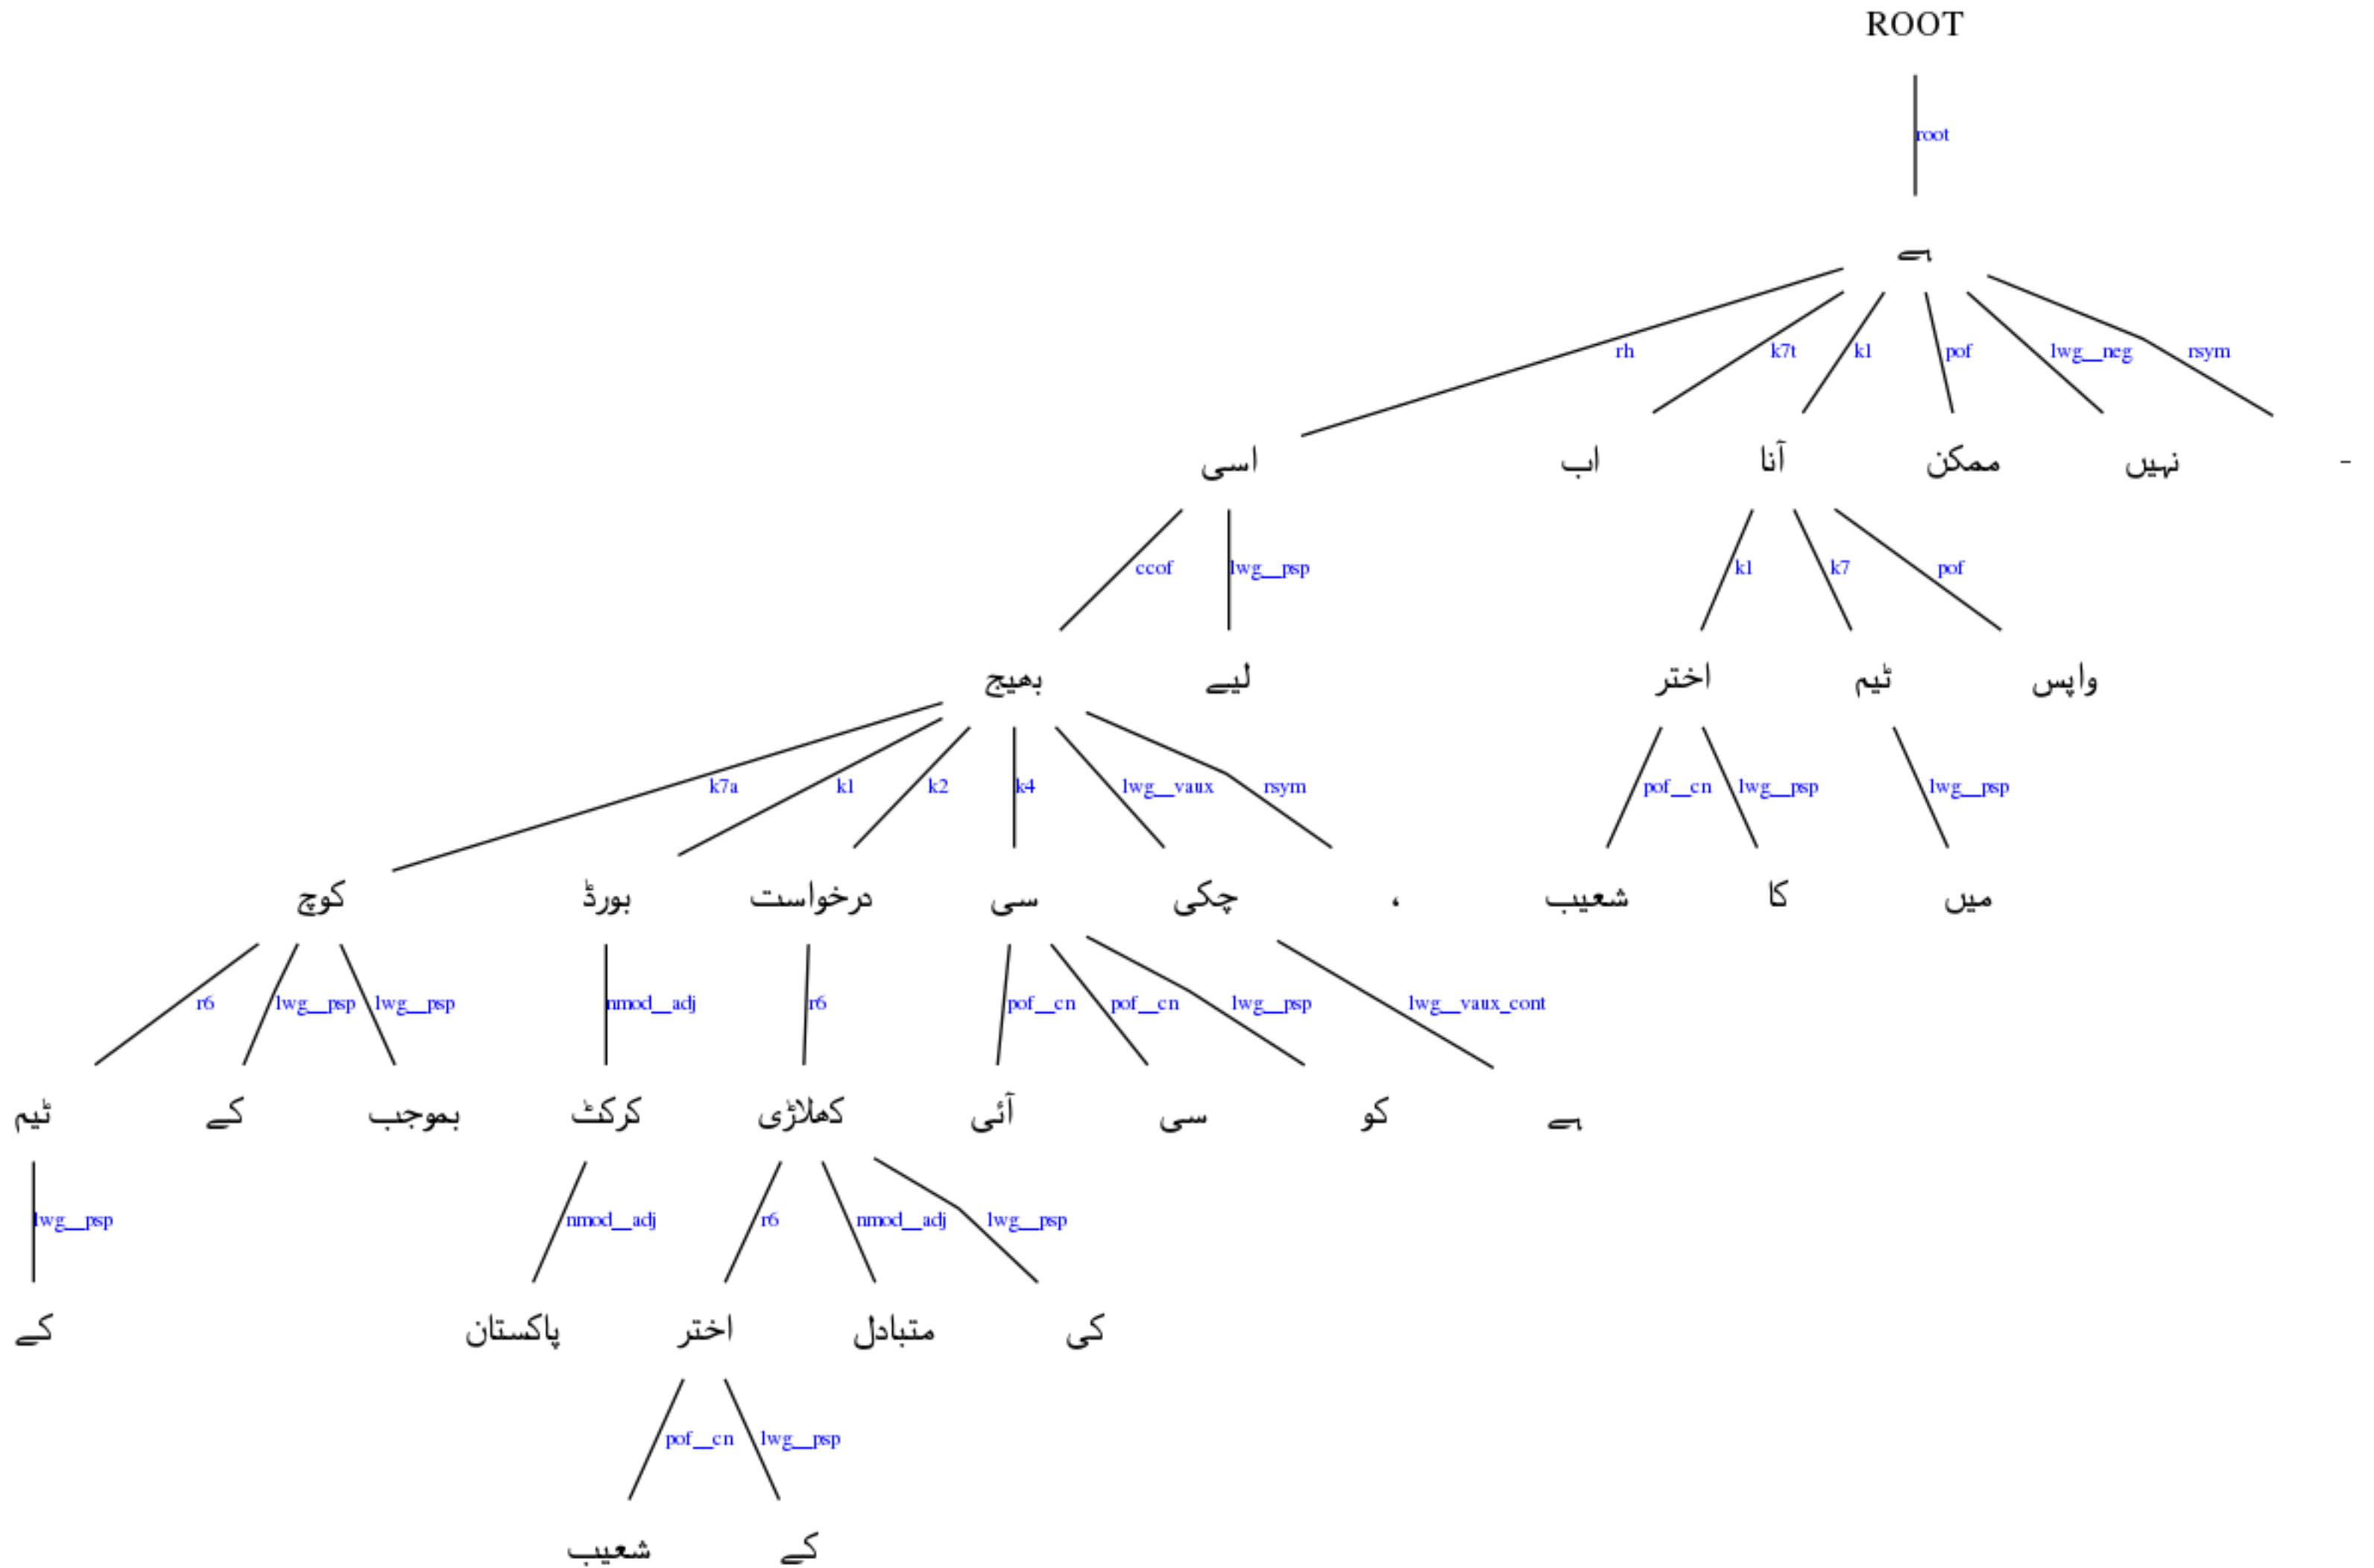 ROOT
root
ہے
rh k7t k1 pof lwg__neg rsym
اسی اب آنا ممکن نہیں -
ccof lwg__psp k1 k7 pof
بھیج لیے اختر ٹیم واپس
k7a k1 k2 k4 lwg__vaux rsym pof__cn lwg__psp lwg__psp
کوچ بورڈ درخواست سی چکی ، شعیب کا میں
r6 lwg__psp lwg__psp nmod__adj r6 pof__cn pof__cn lwg__psp lwg__vaux_cont
ٹیم کے بموجب کرکٹ کھلاڑی آئی سی کو ہے
lwg__psp nmod__adj r6 nmod__adj lwg__psp
کے پاکستان اختر متبادل کی
pof__cn lwg__psp
شعیب کے